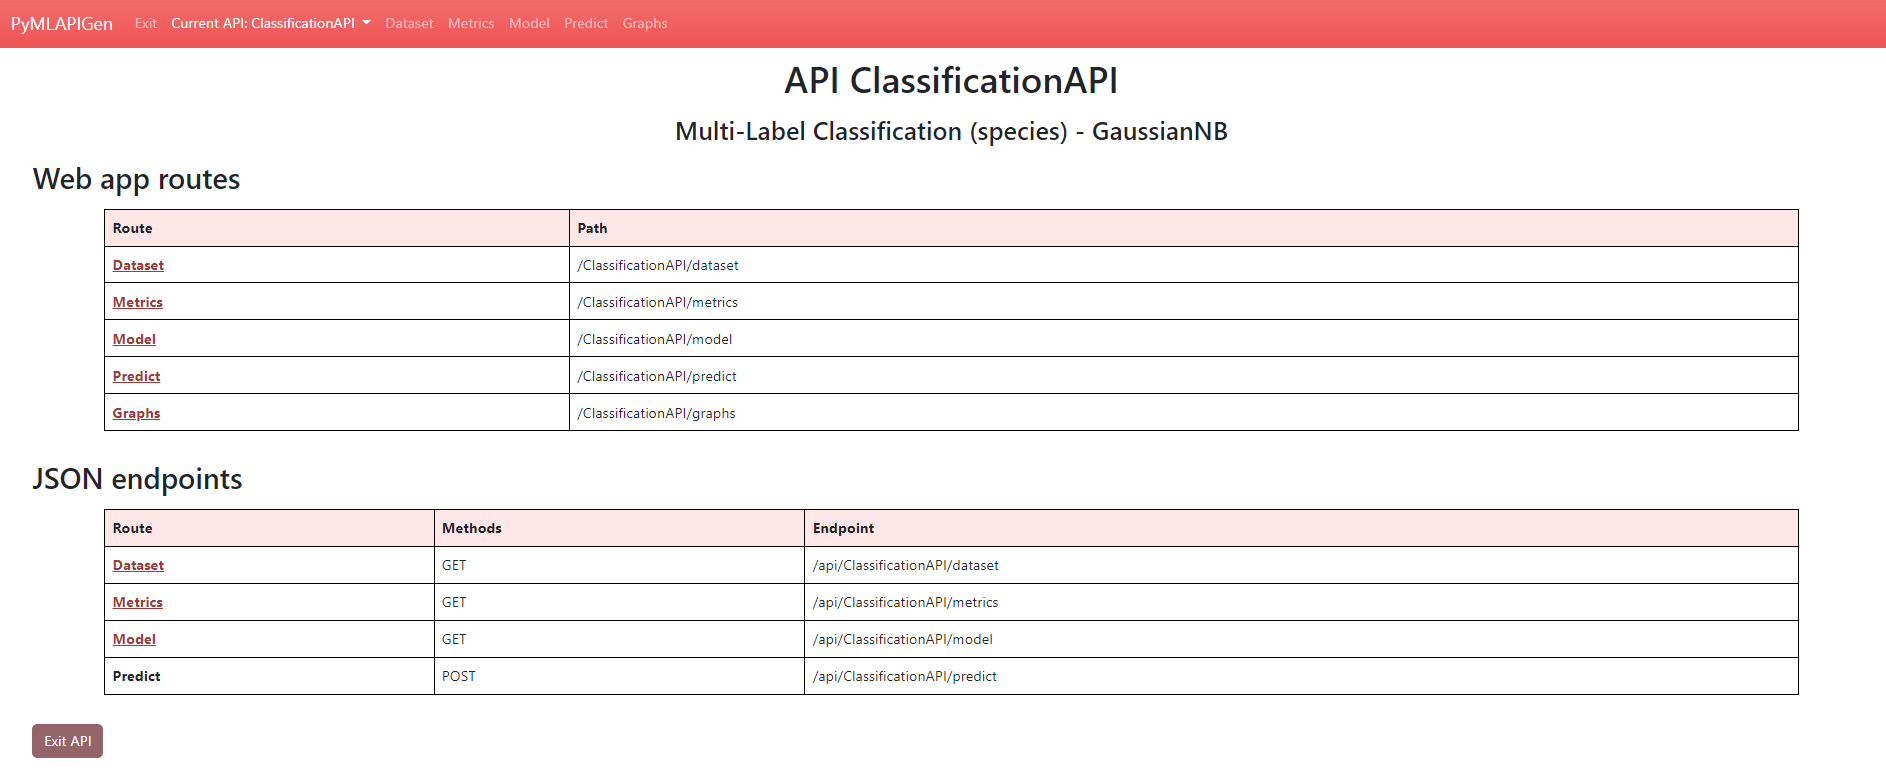 PyMLAPIGen Exit Current API: ClassificationAPI Dataset Metrics Model Predict Graphs
API ClassificationAPI
Multi-Label Classification (species) - GaussianNB
Web app routes
Route Path
Dataset /ClassificationAPI/dataset
Metrics /ClassificationAPI/metrics
Model /ClassificationAPI/model
Predict /ClassificationAPI/predict
Graphs /ClassificationAPI/graphs
JSON endpoints
Route Methods Endpoint
Dataset GET /api/ClassificationAPI/dataset
Metrics GET /api/ClassificationAPI/metrics
Model GET /api/ClassificationAPI/model
Predict POST /api/ClassificationAPI/predict
Exit API